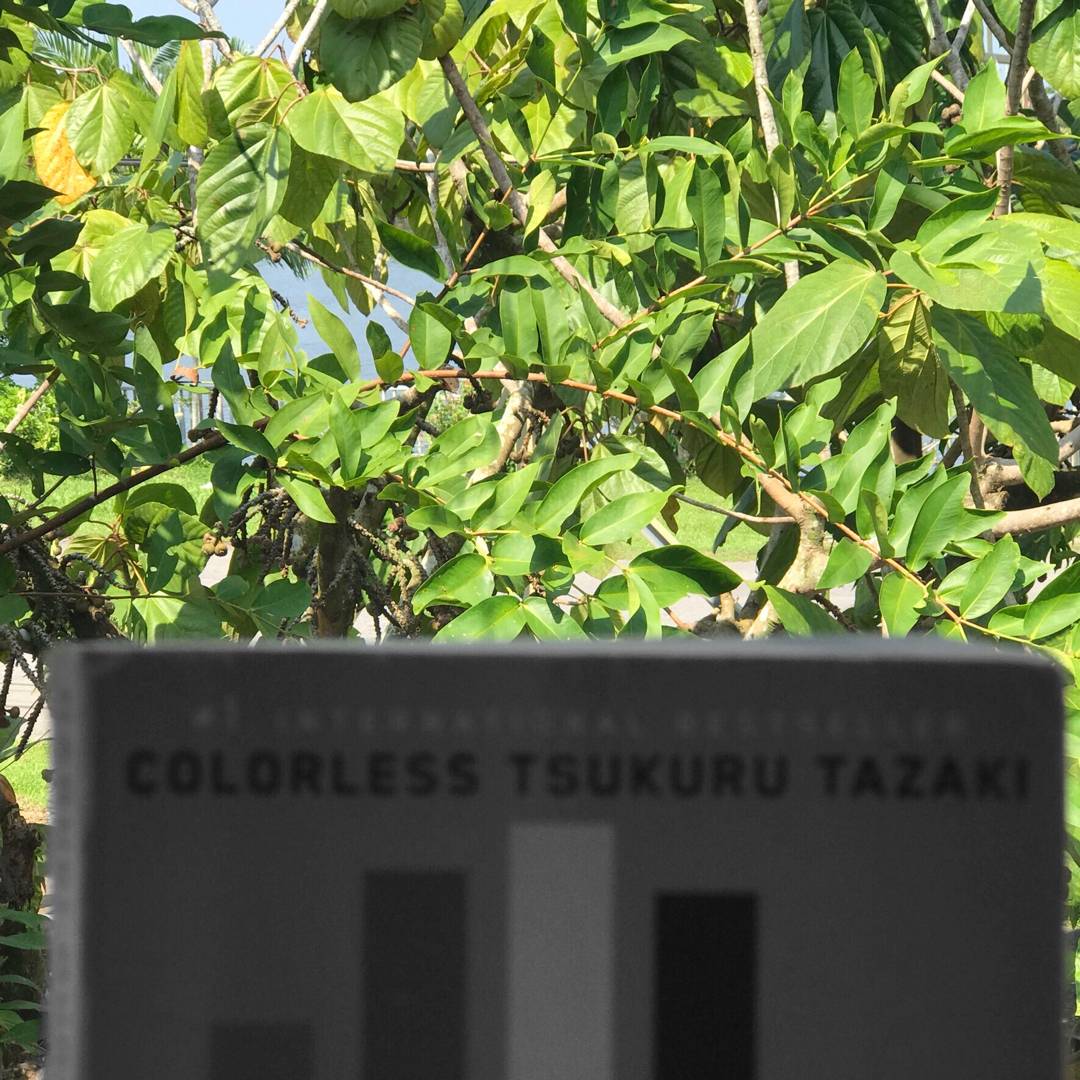 #1 INTERNATIONAL BESTSELLER
COLORLESS TSUKURU TAZAKI